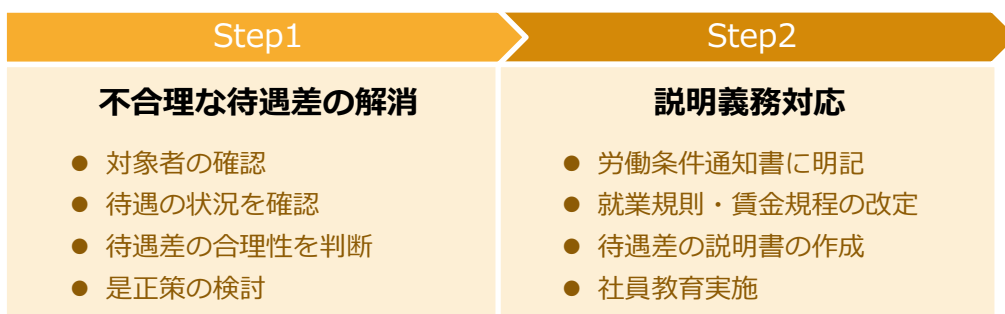 Step1
不合理な待遇差の解消
● 対象者の確認
● 待遇の状況を確認
● 待遇差の合理性を判断
● 是正策の検討
Step2
説明義務対応
● 労働条件通知書に明記
● 就業規則・賃金規程の改定
● 待遇差の説明書の作成
● 社員教育実施